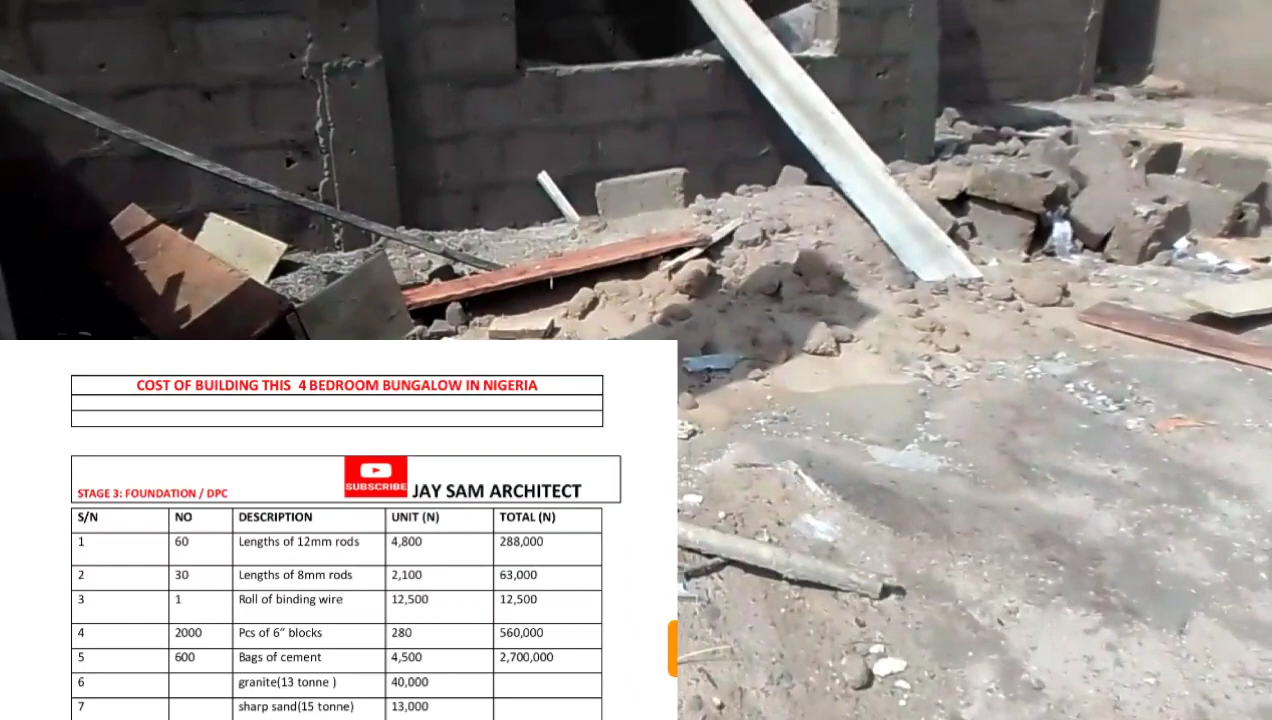 COST OF BUILDING THIS 4 BEDROOM BUNGALOW IN NIGERIA
SUBSCRIBE
STAGE 3: FOUNDATION / DPC JAY SAM ARCHITECT
S/N NO DESCRIPTION UNIT (N) TOTAL (N)
1 60 Lengths of 12mm rods 4,800 288,000
2 30 Lengths of 8mm rods 2,100 63,000
3 1 Roll of binding wire 12,500 12,500
4 2000 Pcs of 6” blocks 280 560,000
5 600 Bags of cement 4,500 2,700,000
6 granite(13 tonne ) 40,000
7 sharp sand(15 tonne) 13,000